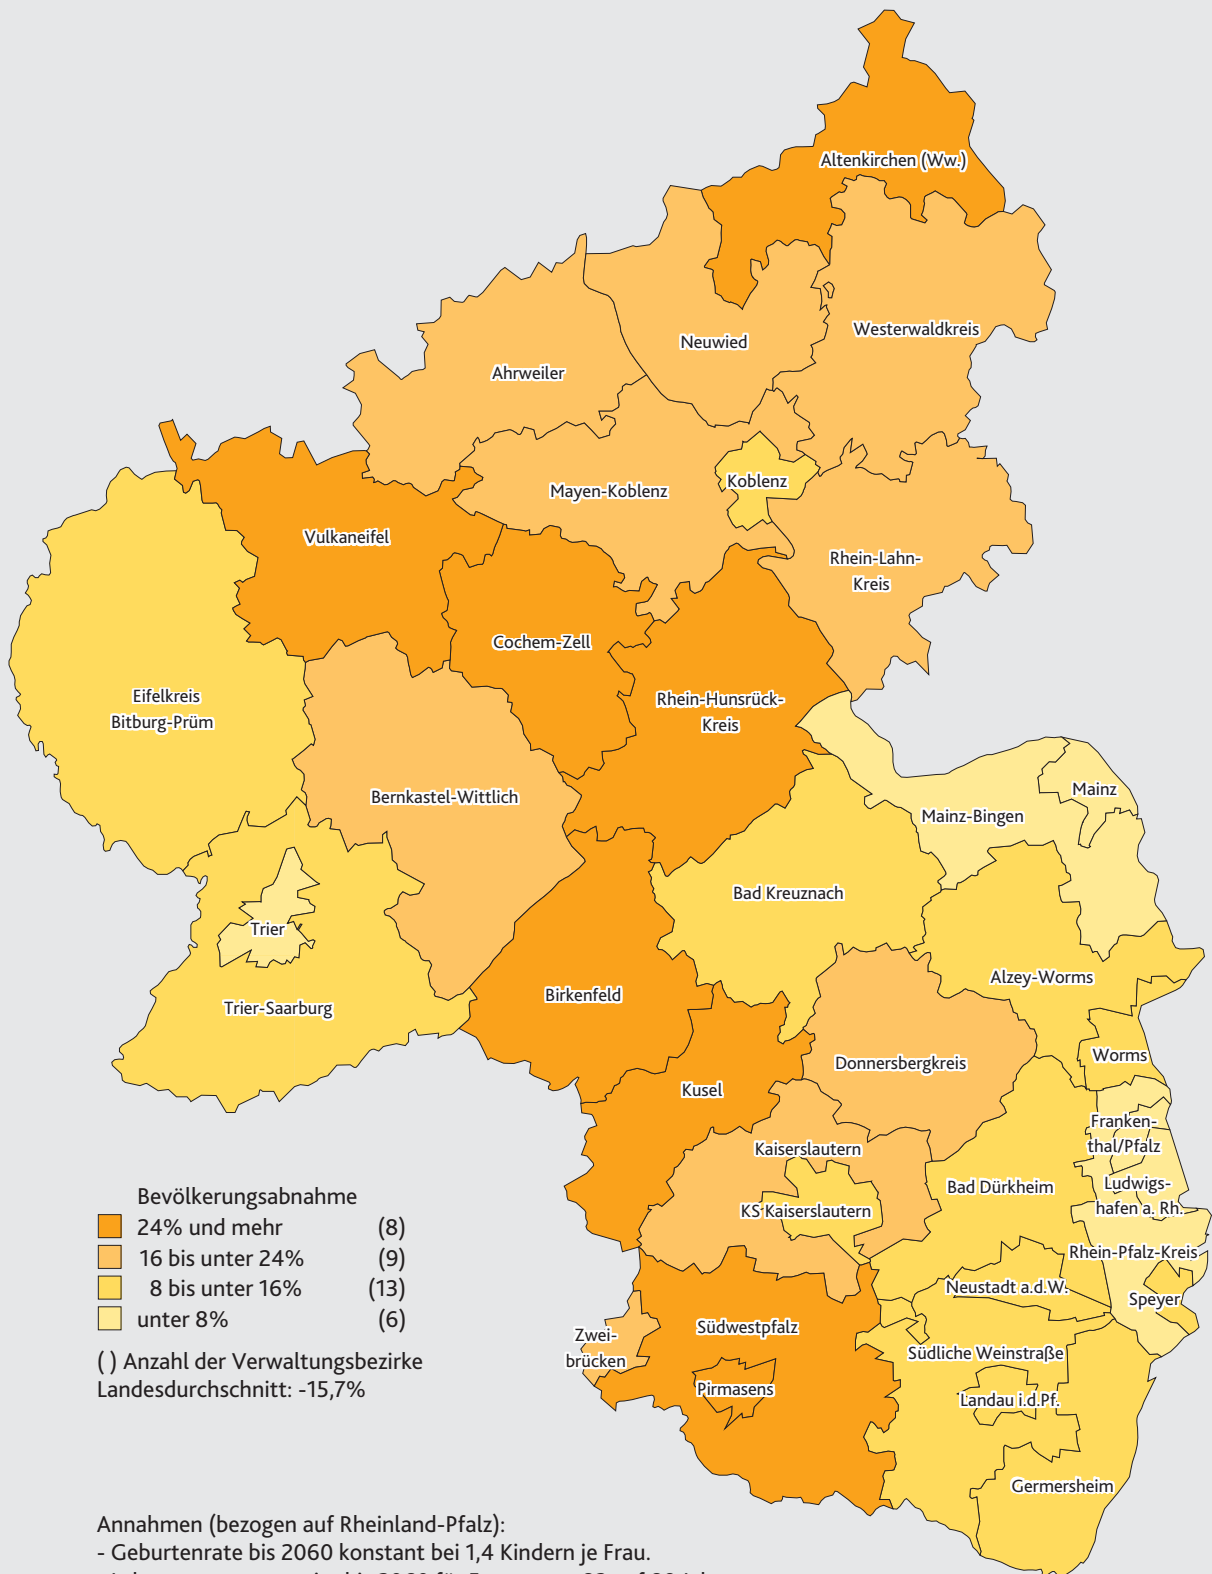 Altenkirchen (Ww.)
Neuwied
Westerwaldkreis
Ahrweiler
Koblenz
Mayen-Koblenz
Vulkaneifel
Rhein-Lahn-
Kreis
Cochem-Zell
Eifelkreis
Bitburg-Prüm
Rhein-Hunsrück-
Kreis
Bernkastel-Wittlich
Mainz
Mainz-Bingen
Bad Kreuznach
Trier
Alzey-Worms
Birkenfeld
Trier-Saarburg
Worms
Donnersbergkreis
Kusel
Franken-
thal/Pfalz
Kaiserslautern
Ludwigs-
hafen a. Rh.
Bad Dürkheim
KS Kaiserslautern
Rhein-Pfalz-Kreis
Neustadt a.d.W.
Speyer
Südwestpfalz
Zwei-
brücken
Südliche Weinstraße
Pirmasens
Landau i.d.Pf.
Germersheim
Bevölkerungsabnahme
24% und mehr (8)
16 bis unter 24% (9)
8 bis unter 16% (13)
unter 8% (6)
( ) Anzahl der Verwaltungsbezirke
Landesdurchschnitt: -15,7%
Annahmen (bezogen auf Rheinland-Pfalz):
- Geburtenrate bis 2060 konstant bei 1,4 Kindern je Frau.